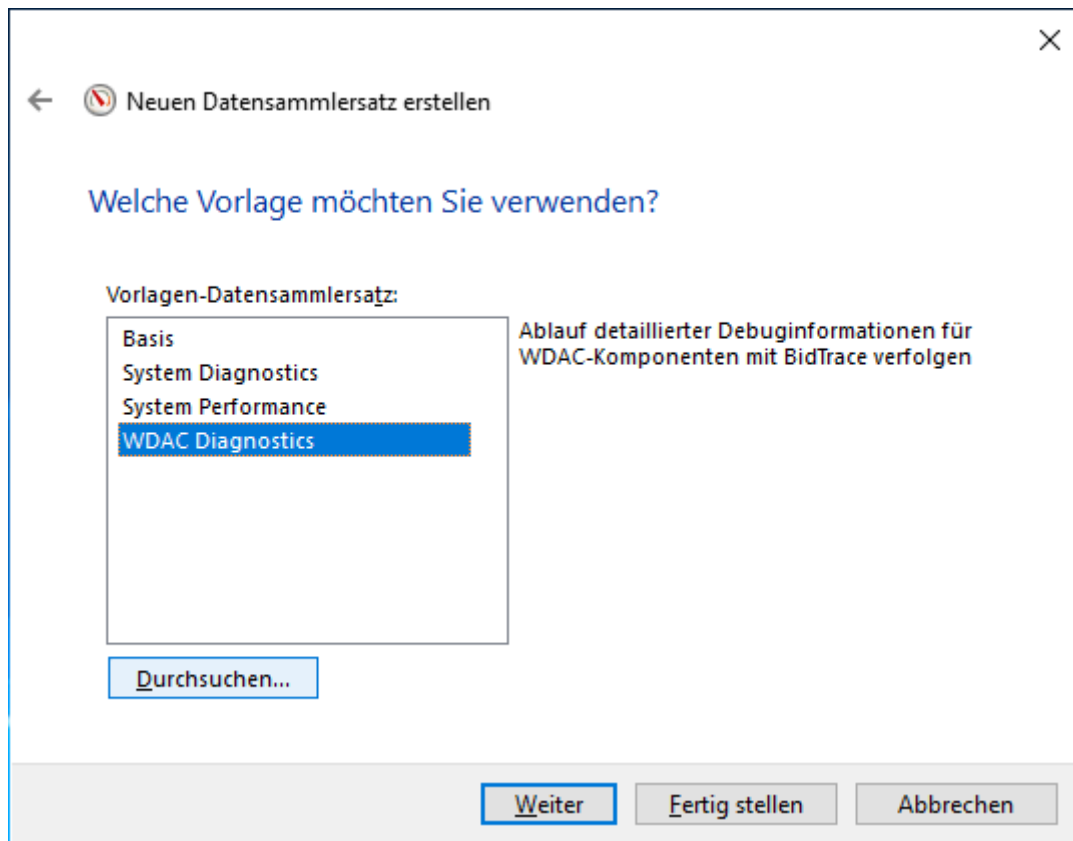 Neuen Datensammlersatz erstellen
Welche Vorlage möchten Sie verwenden?
Vorlagen-Datensammlersatz:
Basis
System Diagnostics
System Performance
WDAC Diagnostics
Ablauf detaillierter Debuginformationen für
WDAC-Komponenten mit BidTrace verfolgen
Durchsuchen...
Weiter
Fertig stellen
Abbrechen